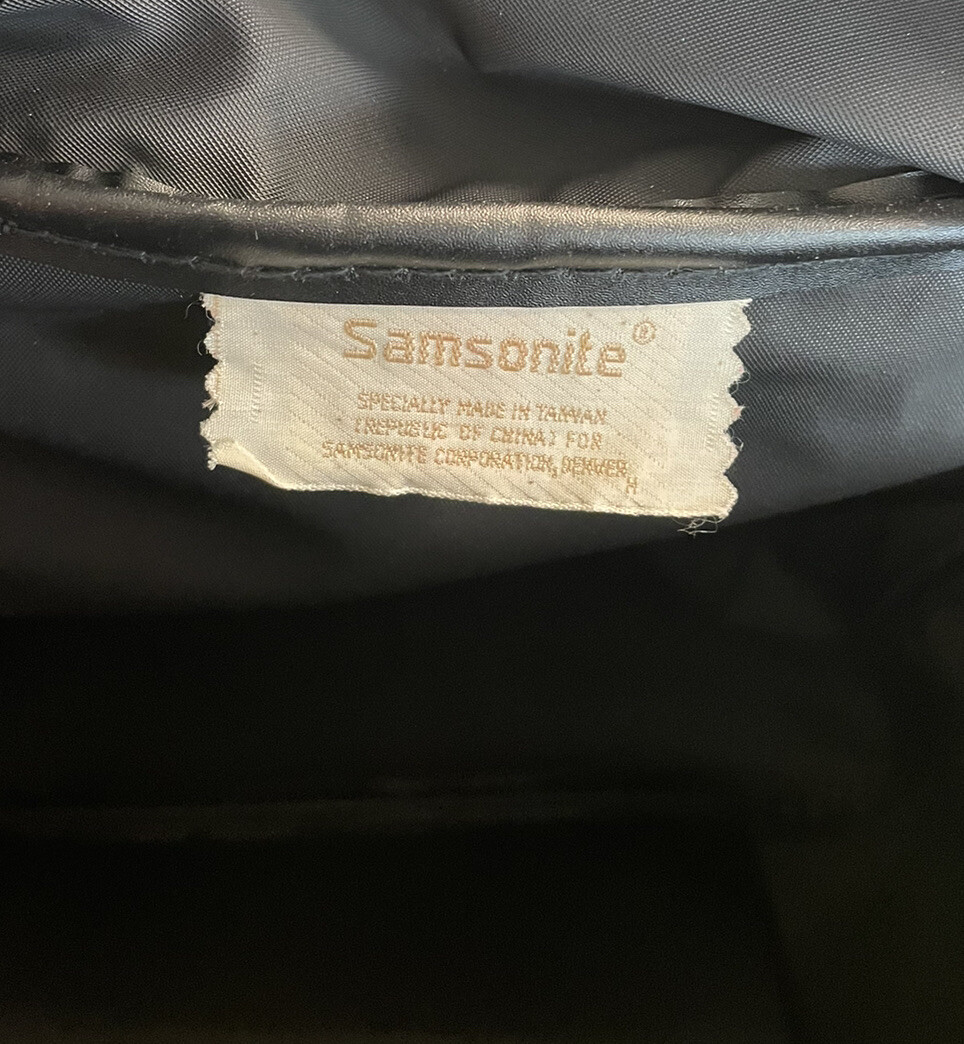 Samsonite®
SPECIALLY MADE IN TAIWAN
(REPUBLIC OF CHINA) FOR
SAMSONITE CORPORATION, DENVER
H